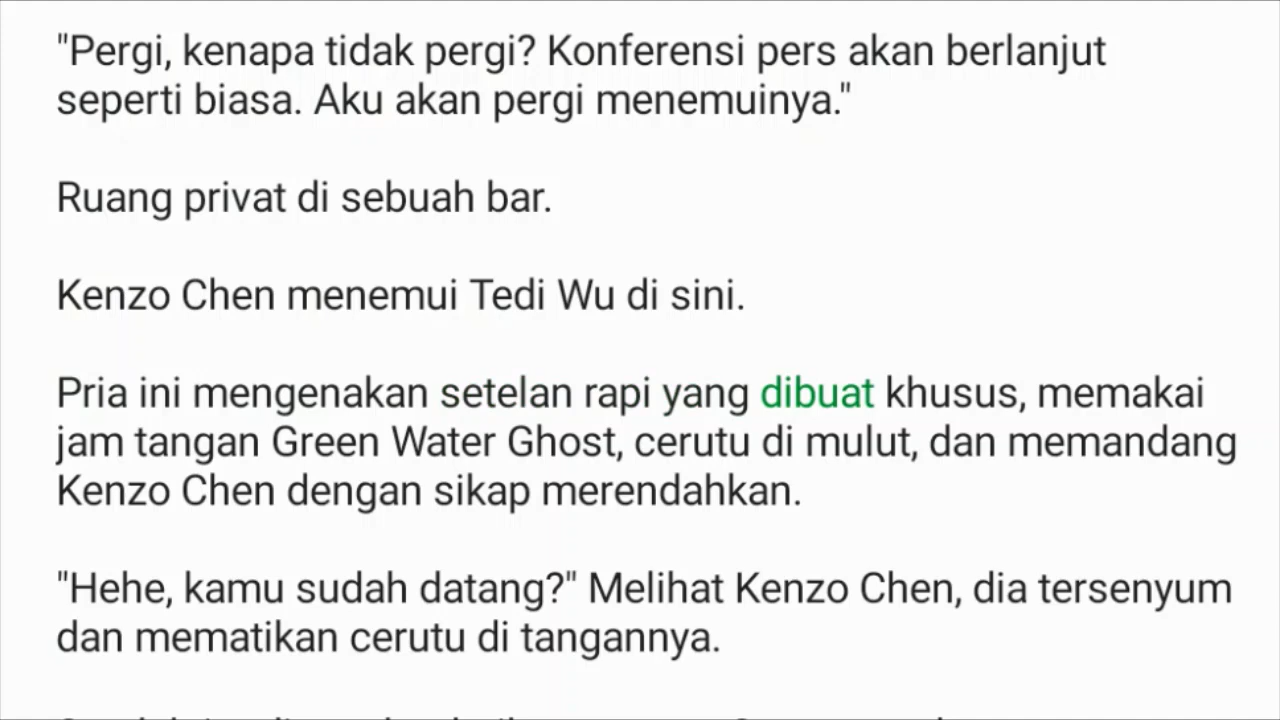 "Pergi, kenapa tidak pergi? Konferensi pers akan berlanjut
seperti biasa. Aku akan pergi menemuinya."
Ruang privat di sebuah bar.
Kenzo Chen menemui Tedi Wu di sini.
Pria ini mengenakan setelan rapi yang dibuat khusus, memakai
jam tangan Green Water Ghost, cerutu di mulut, dan memandang
Kenzo Chen dengan sikap merendahkan.
"Hehe, kamu sudah datang?" Melihat Kenzo Chen, dia tersenyum
dan mematikan cerutu di tangannya.